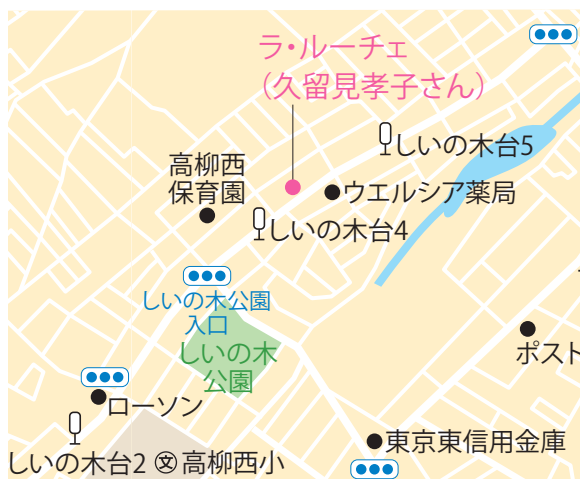 ラ・ルーチェ
（久留見孝子さん）
しいの木台5
高柳西
保育園
ウエルシア薬局
しいの木台4
しいの木公園
入口
しいの木
公園
ポスト
ローソン
東京東信用金庫
しいの木台2
文
高柳西小